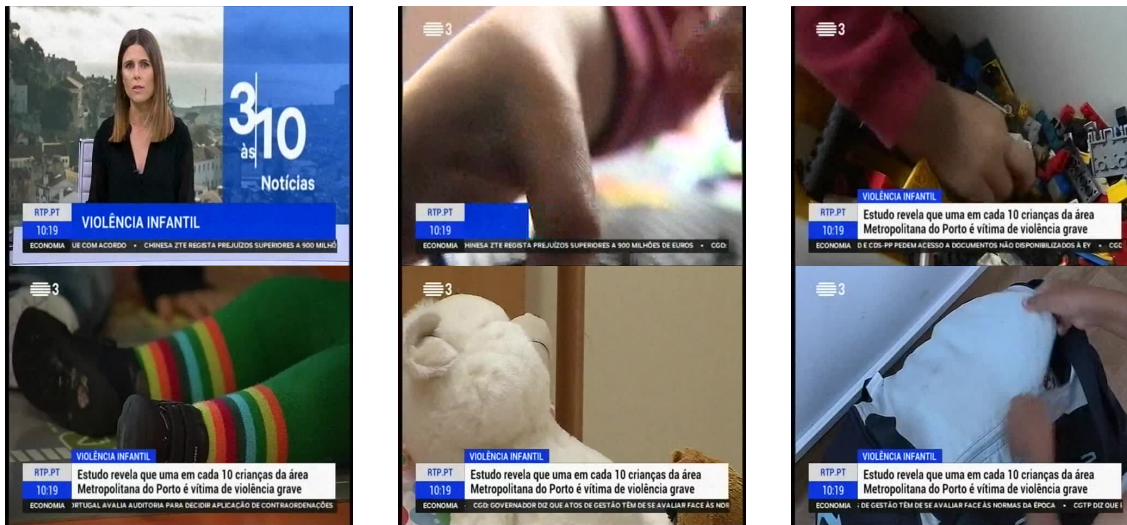 3
às
10
Notícias
RTP.PT
VIOLÊNCIA INFANTIL
10:19
ECONOMIA UE COM ACORDO • CHINESA ZTE REGISTA PREJUÍZOS SUPERIORES A 900 MILHÕ
3
RTP.PT
10:19
ECONOMIA HINESA ZTE REGISTA PREJUÍZOS SUPERIORES A 900 MILHÕES DE EUROS • CGD:
3
VIOLÊNCIA INFANTIL
RTP.PT
Estudo revela que uma em cada 10 crianças da área
10:19
Metropolitana do Porto é vítima de violência grave
ECONOMIA D E CDS-PP PEDEM ACESSO A DOCUMENTOS NÃO DISPONIBILIZADOS À EY • CGD
3
VIOLÊNCIA INFANTIL
RTP.PT
Estudo revela que uma em cada 10 crianças da área
10:19
Metropolitana do Porto é vítima de violência grave
ECONOMIA ORTUGAL AVALIA AUDITORIA PARA DECIDIR APLICAÇÃO DE CONTRAORDENAÇÕES
3
VIOLÊNCIA INFANTIL
RTP.PT
Estudo revela que uma em cada 10 crianças da área
10:19
Metropolitana do Porto é vítima de violência grave
ECONOMIA • CGD: GOVERNADOR DIZ QUE ATOS DE GESTÃO TÊM DE SE AVALIAR FACE ÀS NOR
3
VIOLÊNCIA INFANTIL
RTP.PT
Estudo revela que uma em cada 10 crianças da área
10:19
Metropolitana do Porto é vítima de violência grave
ECONOMIA S DE GESTÃO TÊM DE SE AVALIAR FACE ÀS NORMAS DA ÉPOCA • CGTP DIZ QUE